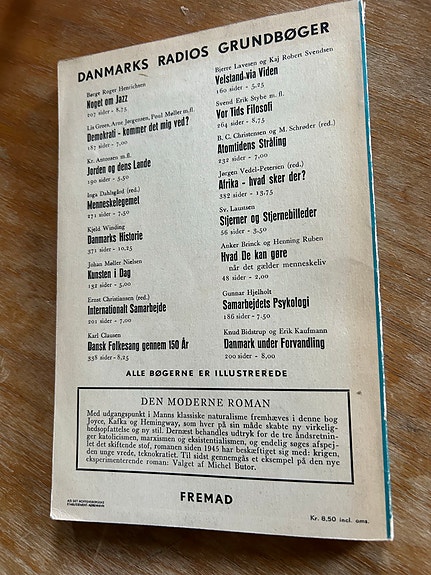 DANMARKS RADIOS GRUNDBØGER
Børge Roger Henrichsen
Noget om Jazz
207 sider - 8,75
Lis Groes, Arne Jørgensen, Poul Møller m.fl.
Demokrati - kommer det mig ved?
187 sider - 7,00
Kr. Antonsen m.fl.
Jorden og dens Lande
190 sider - 5,50
Inga Dahlsgård (red.)
Menneskelegemet
271 sider - 7,50
Kjeld Winding
Danmarks Historie
371 sider - 10,25
Johan Møller Nielsen
Kunsten i Dag
132 sider - 5,00
Ernst Christiansen (red.)
Internationalt Samarbejde
201 sider - 7,00
Karl Clausen
Dansk Folkesang gennem 150 År
338 sider - 8,25
Bjerre Lavesen og Kaj Robert Svendsen
Velstand via Viden
160 sider - 5,25
Svend Erik Stybe m.fl.
Vor Tids Filosofi
264 sider - 8,75
B. C. Christensen og M. Schrøder (red.)
Atomtidens Stråling
232 sider - 7,00
Jørgen Vedel-Petersen (red.)
Afrika - hvad sker der?
332 sider - 13,75
Sv. Laustsen
Stjerner og Stjernebilleder
56 sider - 3,50
Anker Brinck og Henning Ruben
Hvad De kan gøre
når det gælder menneskeliv
48 sider - 2,00
Gunnar Hjelholt
Samarbejdets Psykologi
186 sider - 7,50
Knud Bidstrup og Erik Kaufmann
Danmark under Forvandling
200 sider - 8,00
ALLE BØGERNE ER ILLUSTREREDE
DEN MODERNE ROMAN
Med udgangspunkt i Manns klassiske naturalisme fremhæves i denne bog
Joyce, Kafka og Hemingway, som hver på sin måde skabte ny virkelig-
hedsopfattelse og ny stil. Dernæst behandles udtryk for de tre åndsretnin-
ger katolicismen, marxismen og eksistentialismen, og endelig søges afspej-
let det skiftende stof, romanen siden 1945 har beskæftiget sig med: krigen,
den unge vrede, teknokratiet. Til sidst gennemgås et eksempel på den nye
eksperimenterende roman: Valget af Michel Butor.
FREMAD
Kr. 8,50 incl. oms.